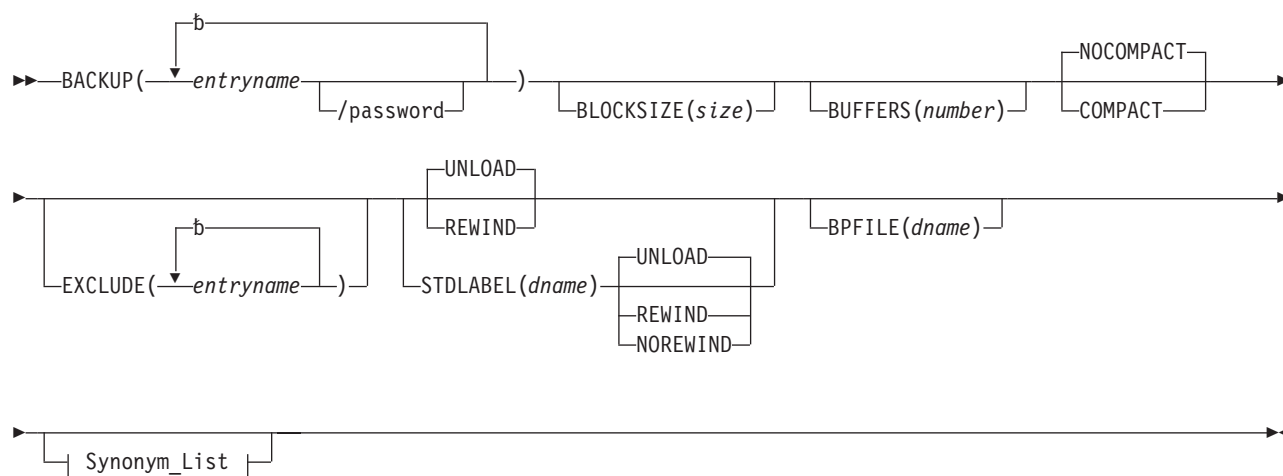 ƀ
NOCOMPACT
BACKUP( entryname )
/password
BLOCKSIZE(size)
BUFFERS(number)
COMPACT
UNLOAD
ƀ
REWIND
BPFILE(dname)
UNLOAD
EXCLUDE( entryname )
STDLABEL(dname)
REWIND
NOREWIND
Synonym_List